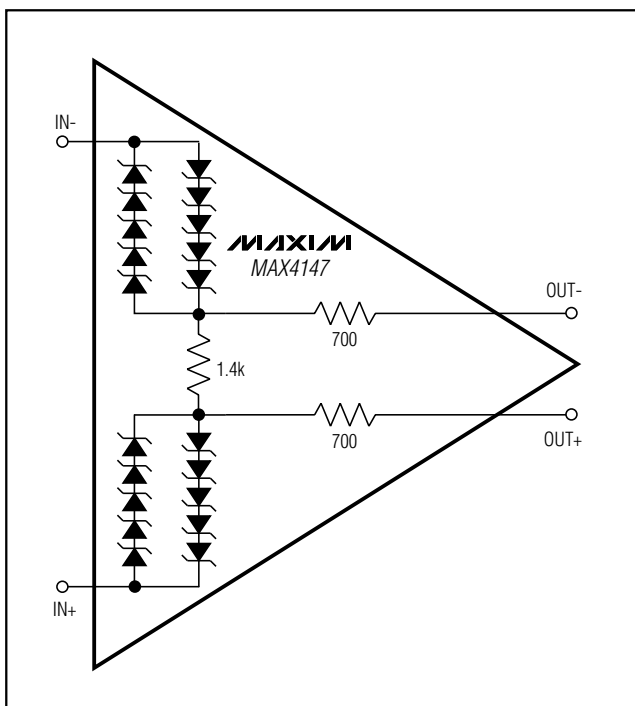 IN-
MAXIM
MAX4147
OUT-
700
1.4k
700
OUT+
IN+